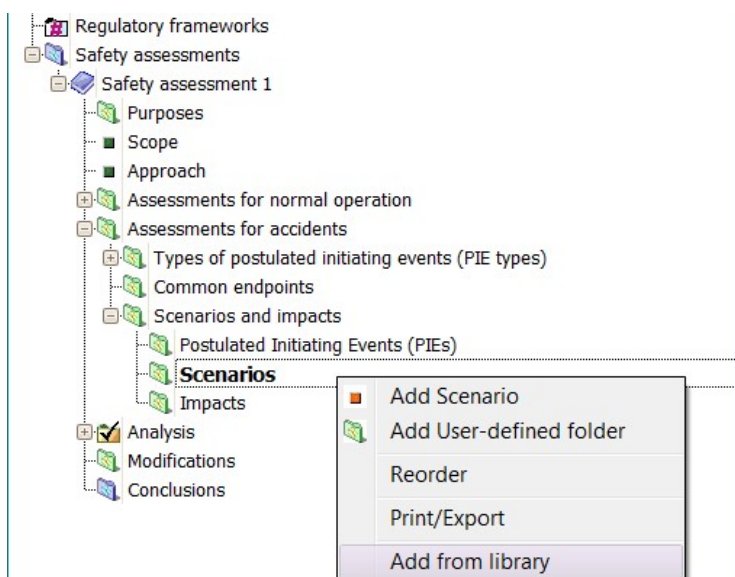 Regulatory frameworks
Safety assessments
Safety assessment 1
Purposes
Scope
Approach
Assessments for normal operation
Assessments for accidents
Types of postulated initiating events (PIE types)
Common endpoints
Scenarios and impacts
Postulated Initiating Events (PIEs)
Scenarios
Impacts
Analysis
Modifications
Conclusions
Add Scenario
Add User-defined folder
Reorder
Print/Export
Add from library